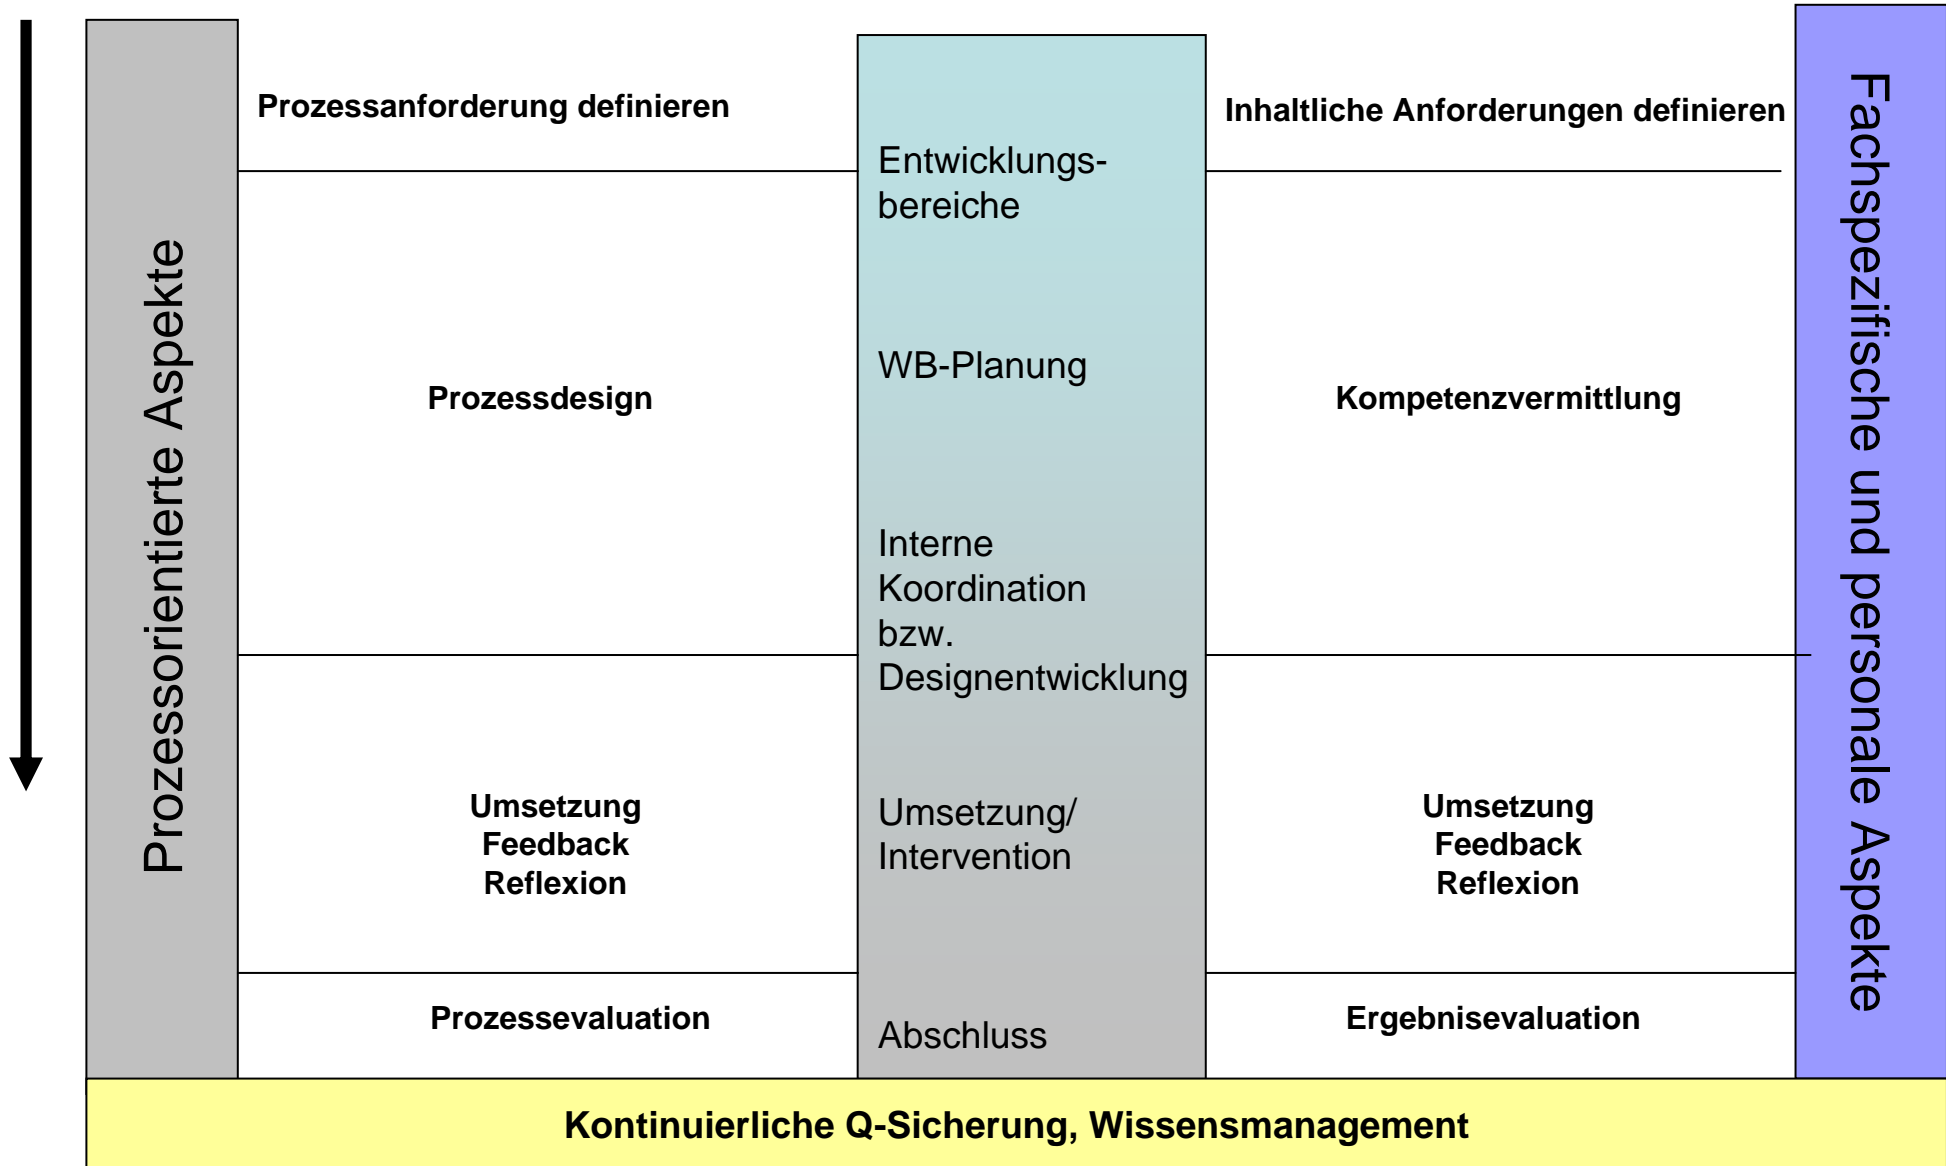 Prozessorientierte Aspekte
Prozessanforderung definieren
Prozessdesign
Umsetzung
Feedback
Reflexion
Prozessevaluation
Entwicklungs-
bereiche
WB-Planung
Interne
Koordination
bzw.
Designentwicklung
Umsetzung/
Intervention
Abschluss
Inhaltliche Anforderungen definieren
Kompetenzvermittlung
Umsetzung
Feedback
Reflexion
Ergebnisevaluation
Fachspezifische und personale Aspekte
Kontinuierliche Q-Sicherung, Wissensmanagement